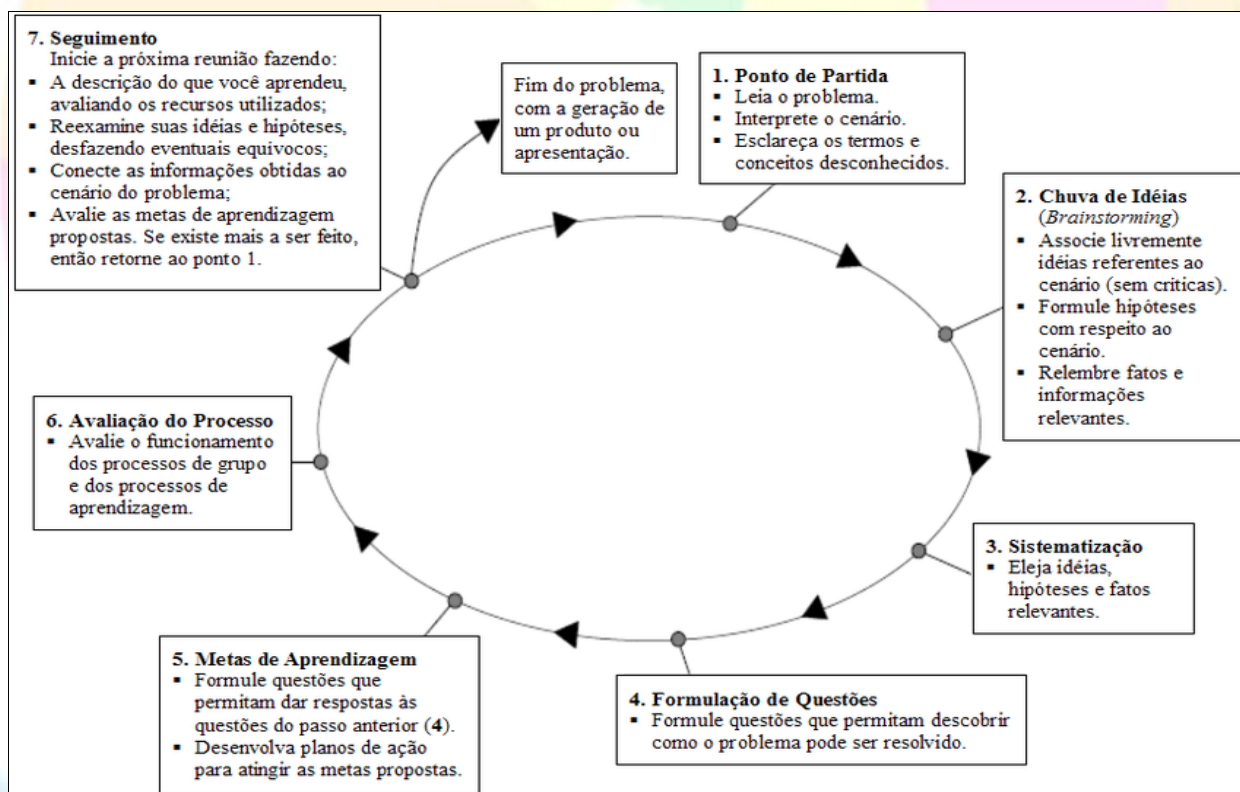 7. Seguimento
Inicie a próxima reunião fazendo:
▪ A descrição do que você aprendeu,
avaliando os recursos utilizados;
▪ Reexamine suas idéias e hipóteses,
desfazendo eventuais equivocos;
▪ Conecte as informações obtidas ao
cenário do problema;
▪ Avalie as metas de aprendizagem
propostas. Se existe mais a ser feito,
então retorne ao ponto 1.
Fim do problema,
com a geração de
um produto ou
apresentação.
1. Ponto de Partida
▪ Leia o problema.
▪ Interprete o cenário.
▪ Esclareça os termos e
conceitos desconhecidos.
2. Chuva de Idéias
(Brainstorming)
▪ Associe livremente
idéias referentes ao
cenário (sem críticas).
▪ Formule hipóteses
com respeito ao
cenário.
▪ Relembre fatos e
informações
relevantes.
3. Sistematização
▪ Eleja idéias,
hipóteses e fatos
relevantes.
4. Formulação de Questões
▪ Formule questões que permitam descobrir
como o problema pode ser resolvido.
5. Metas de Aprendizagem
▪ Formule questões que
permitam dar respostas às
questões do passo anterior (4).
▪ Desenvolva planos de ação
para atingir as metas propostas.
6. Avaliação do Processo
▪ Avalie o funcionamento
dos processos de grupo
e dos processos de
aprendizagem.